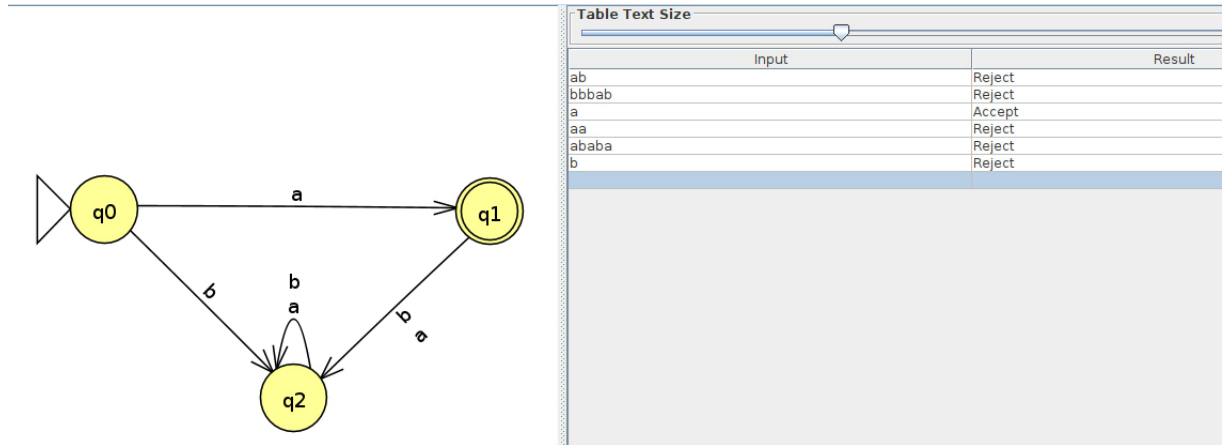 Table Text Size
Input Result
ab Reject
bbbab Reject
a Accept
aa Reject
ababa Reject
b Reject
a
q0
q1
b
b
a
b
a
q2